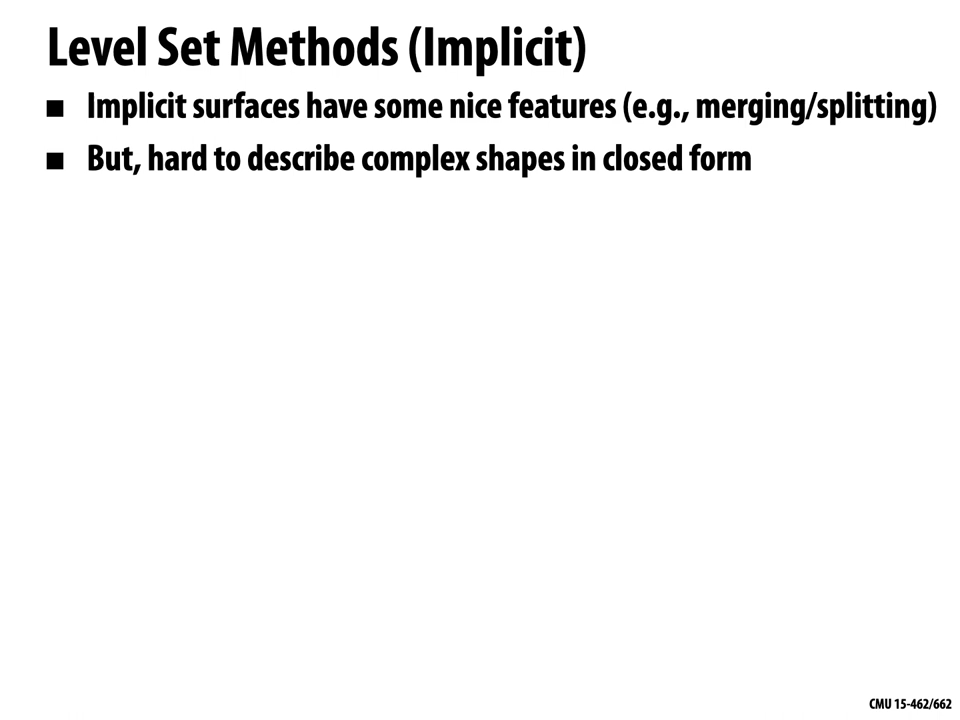 Level Set Methods (Implicit)
■ Implicit surfaces have some nice features (e.g., merging/splitting)
■ But, hard to describe complex shapes in closed form
CMU 15-462/662